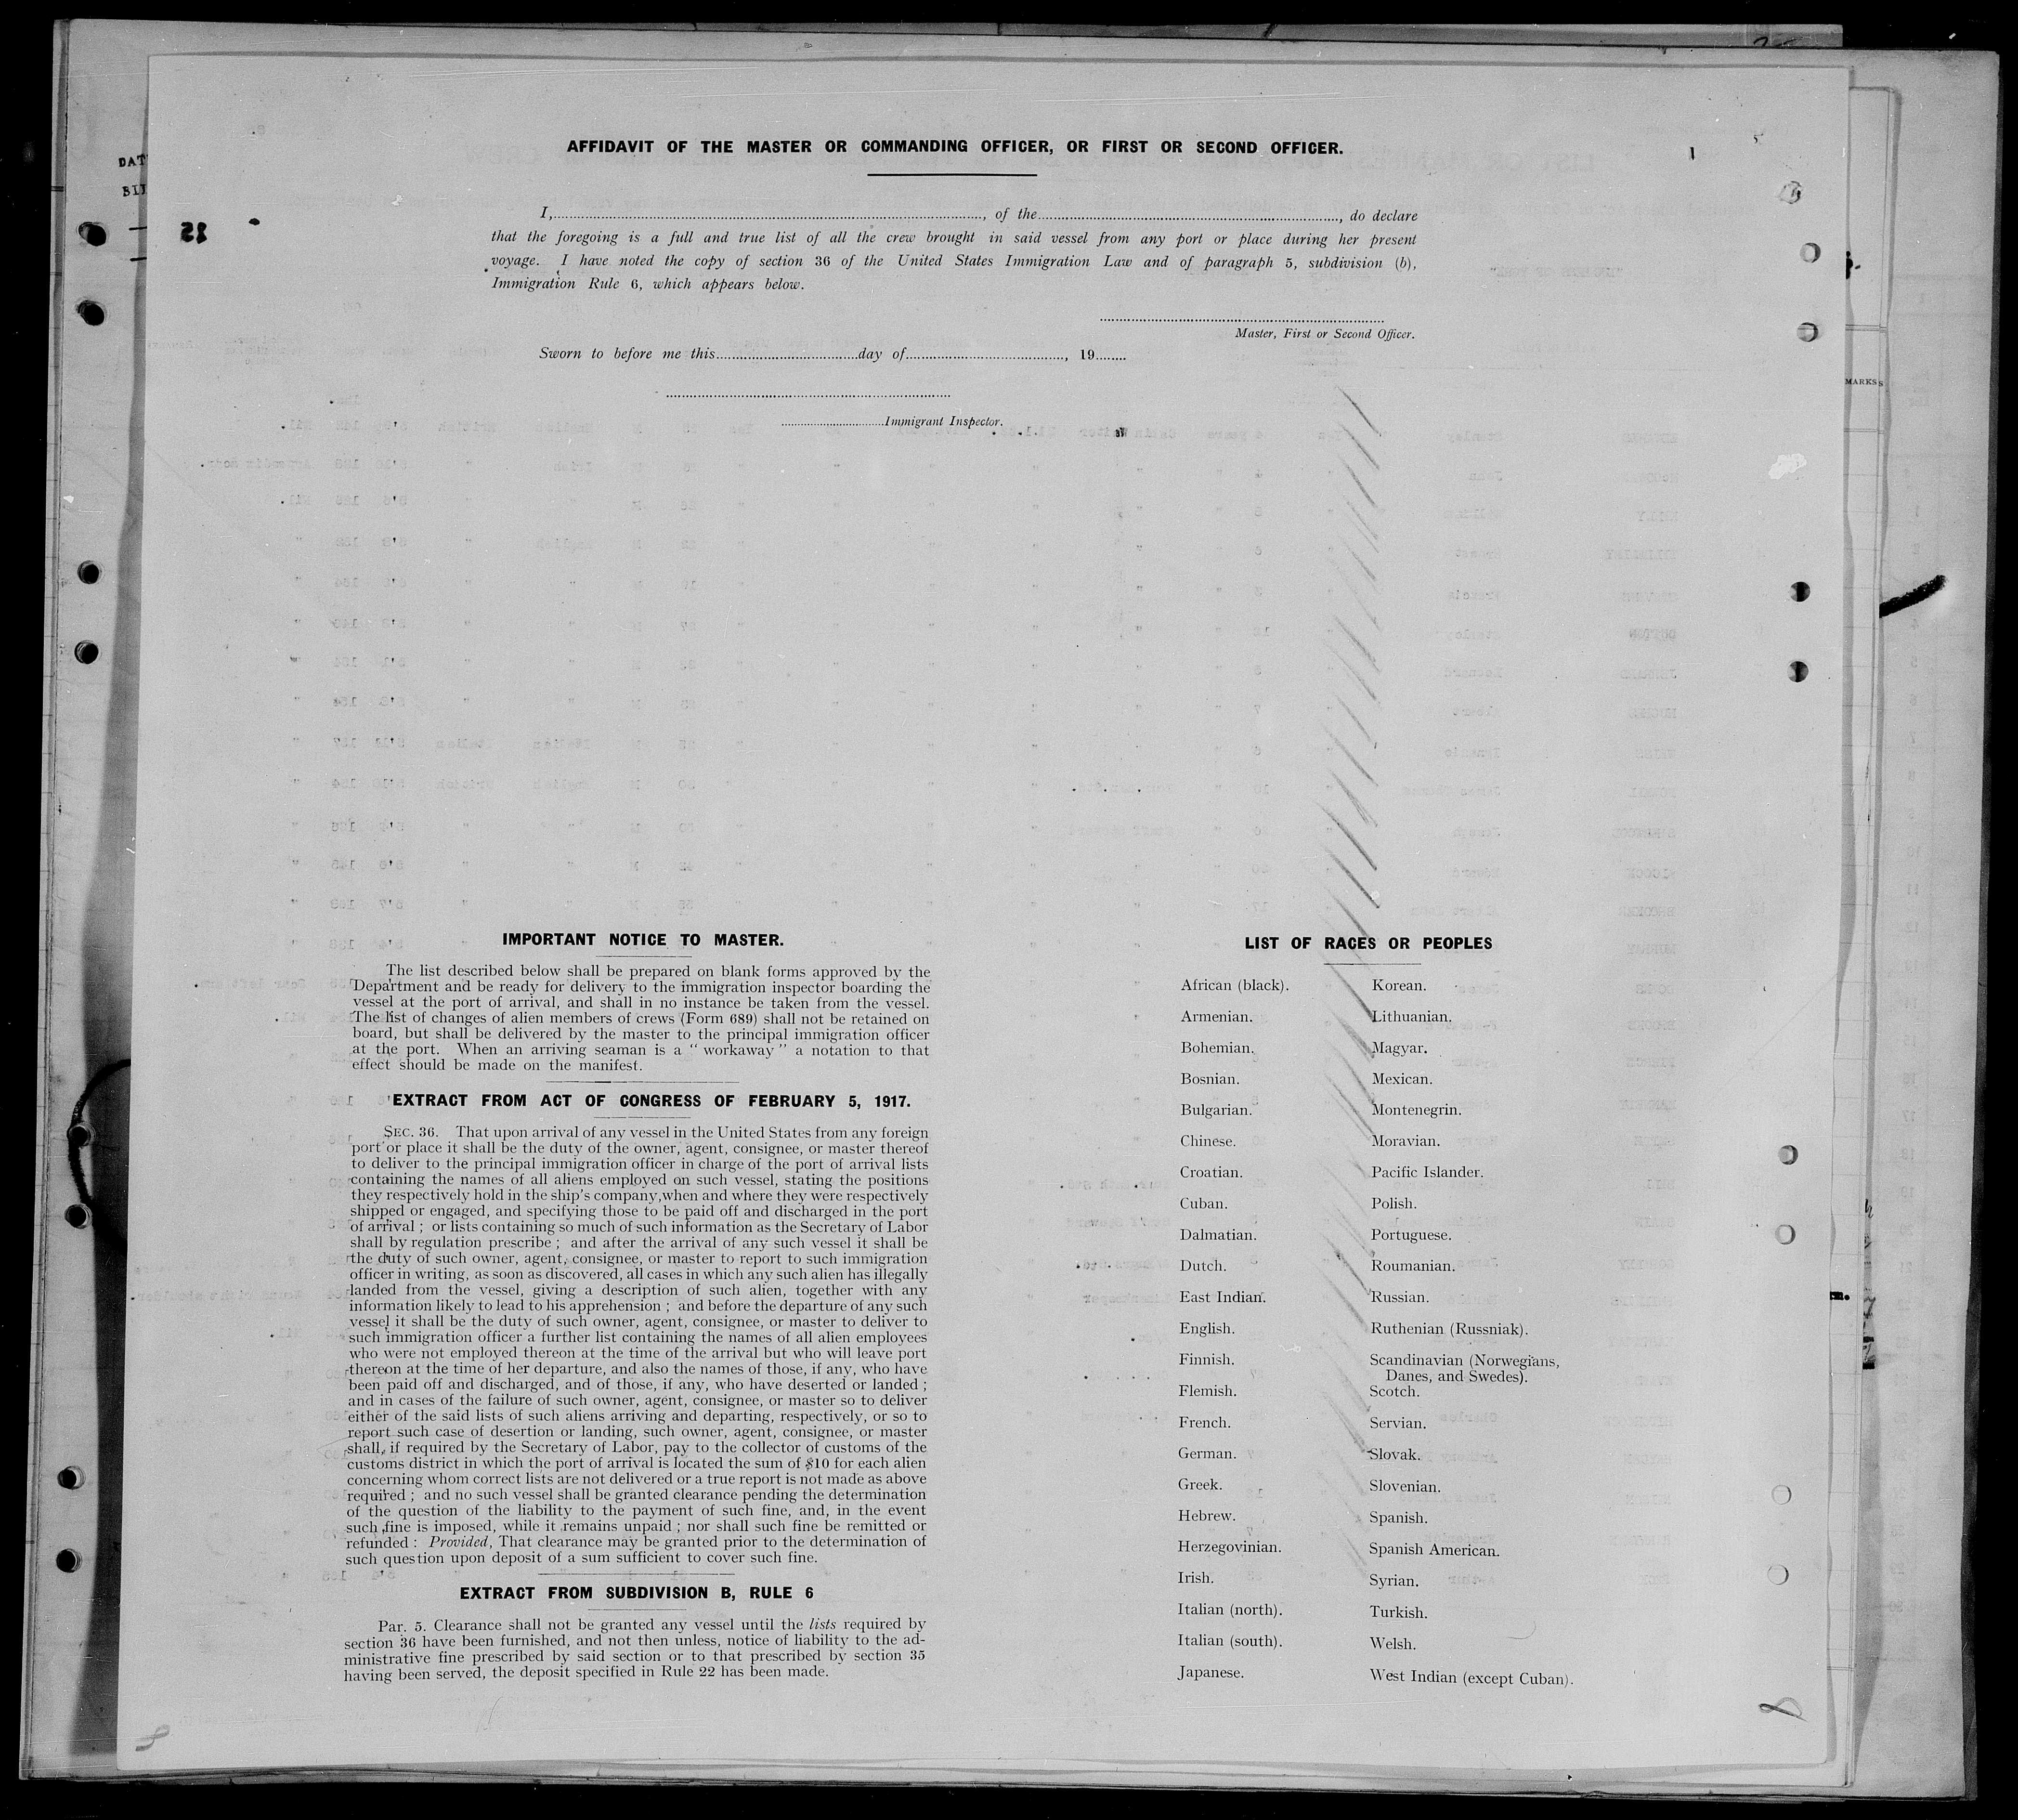 AFFIDAVIT OF THE MASTER OR COMMANDING OFFICER, OR FIRST OR SECOND OFFICER.
I,............................................................, of the............................................................, do declare
that the foregoing is a full and true list of all the crew brought in said vessel from any port or place during her present
voyage. I have noted the copy of section 36 of the United States Immigration Law and of paragraph 5, subdivision (b),
Immigration Rule 6, which appears below.
Master, First or Second Officer.
Sworn to before me this..............................day of.............................., 19........
..............................Immigrant Inspector.
IMPORTANT NOTICE TO MASTER.
The list described below shall be prepared on blank forms approved by the
Department and be ready for delivery to the immigration inspector boarding the
vessel at the port of arrival, and shall in no instance be taken from the vessel.
The list of changes of alien members of crews (Form 689) shall not be retained on
board, but shall be delivered by the master to the principal immigration officer
at the port. When an arriving seaman is a " workaway " a notation to that
effect should be made on the manifest.
EXTRACT FROM ACT OF CONGRESS OF FEBRUARY 5, 1917.
SEC. 36. That upon arrival of any vessel in the United States from any foreign
port or place it shall be the duty of the owner, agent, consignee, or master thereof
to deliver to the principal immigration officer in charge of the port of arrival lists
containing the names of all aliens employed on such vessel, stating the positions
they respectively hold in the ship's company,when and where they were respectively
shipped or engaged, and specifying those to be paid off and discharged in the port
of arrival ; or lists containing so much of such information as the Secretary of Labor
shall by regulation prescribe ; and after the arrival of any such vessel it shall be
the duty of such owner, agent, consignee, or master to report to such immigration
officer in writing, as soon as discovered, all cases in which any such alien has illegally
landed from the vessel, giving a description of such alien, together with any
information likely to lead to his apprehension ; and before the departure of any such
vessel it shall be the duty of such owner, agent, consignee, or master to deliver to
such immigration officer a further list containing the names of all alien employees
who were not employed thereon at the time of the arrival but who will leave port
thereon at the time of her departure, and also the names of those, if any, who have
been paid off and discharged, and of those, if any, who have deserted or landed ;
and in cases of the failure of such owner, agent, consignee, or master so to deliver
either of the said lists of such aliens arriving and departing, respectively, or so to
report such case of desertion or landing, such owner, agent, consignee, or master
shall, if required by the Secretary of Labor, pay to the collector of customs of the
customs district in which the port of arrival is located the sum of $10 for each alien
concerning whom correct lists are not delivered or a true report is not made as above
required ; and no such vessel shall be granted clearance pending the determination
of the question of the liability to the payment of such fine, and, in the event
such fine is imposed, while it remains unpaid ; nor shall such fine be remitted or
refunded : Provided, That clearance may be granted prior to the determination of
such question upon deposit of a sum sufficient to cover such fine.
EXTRACT FROM SUBDIVISION B, RULE 6
Par. 5. Clearance shall not be granted any vessel until the lists required by
section 36 have been furnished, and not then unless, notice of liability to the ad-
ministrative fine prescribed by said section or to that prescribed by section 35
having been served, the deposit specified in Rule 22 has been made.
LIST OF RACES OR PEOPLES
African (black).
Armenian.
Bohemian.
Bosnian.
Bulgarian.
Chinese.
Croatian.
Cuban.
Dalmatian.
Dutch.
East Indian.
English.
Finnish.
Flemish.
French.
German.
Greek.
Hebrew.
Herzegovinian.
Irish.
Italian (north).
Italian (south).
Japanese.
Korean.
Lithuanian.
Magyar.
Mexican.
Montenegrin.
Moravian.
Pacific Islander.
Polish.
Portuguese.
Roumanian.
Russian.
Ruthenian (Russniak).
Scandinavian (Norwegians,
Danes, and Swedes).
Scotch.
Servian.
Slovak.
Slovenian.
Spanish.
Spanish American.
Syrian.
Turkish.
Welsh.
West Indian (except Cuban).